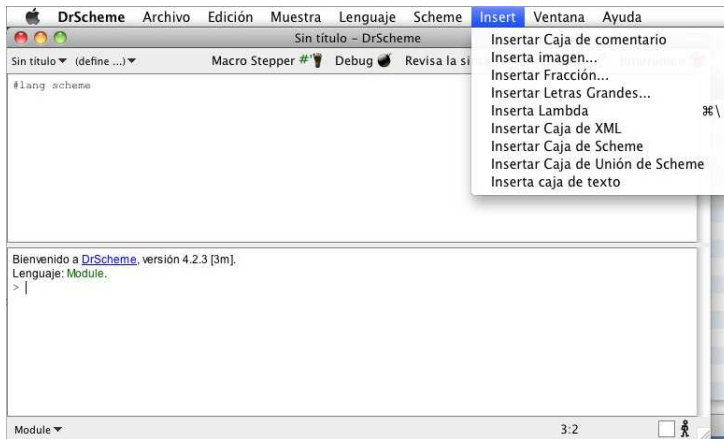 DrScheme Archivo Edición Muestra Lenguaje Scheme Insert Ventana Ayuda
Sin título - DrScheme
Sin título (define ...) Macro Stepper #' Debug Revisa la
#lang scheme
Insertar Caja de comentario
Inserta imagen...
Insertar Fracción...
Insertar Letras Grandes...
Inserta Lambda ⌘\
Insertar Caja de XML
Insertar Caja de Scheme
Insertar Caja de Unión de Scheme
Inserta caja de texto
Bienvenido a DrScheme, versión 4.2.3 [3m].
Lenguaje: Module.
>
Module 3:2